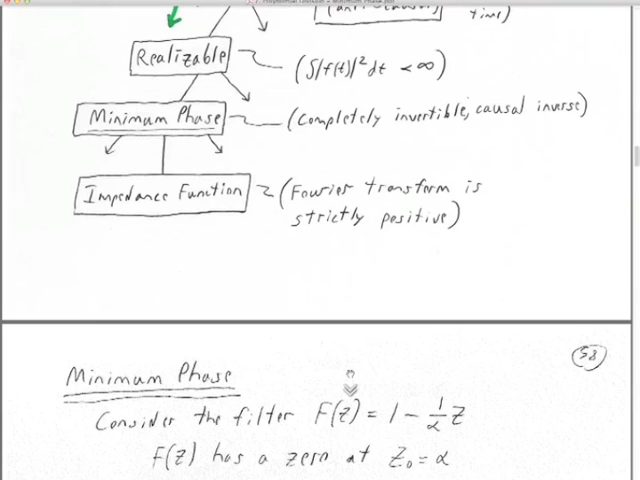 time)
Realizable (∫|f(t)|² dt < ∞)
Minimum Phase (Completely invertible, causal inverse)
Impedance Function (Fourier transform is
strictly positive)
58
Minimum Phase
Consider the filter F(z) = 1 - 1/α z
F(z) has a zero at Z₀ = α